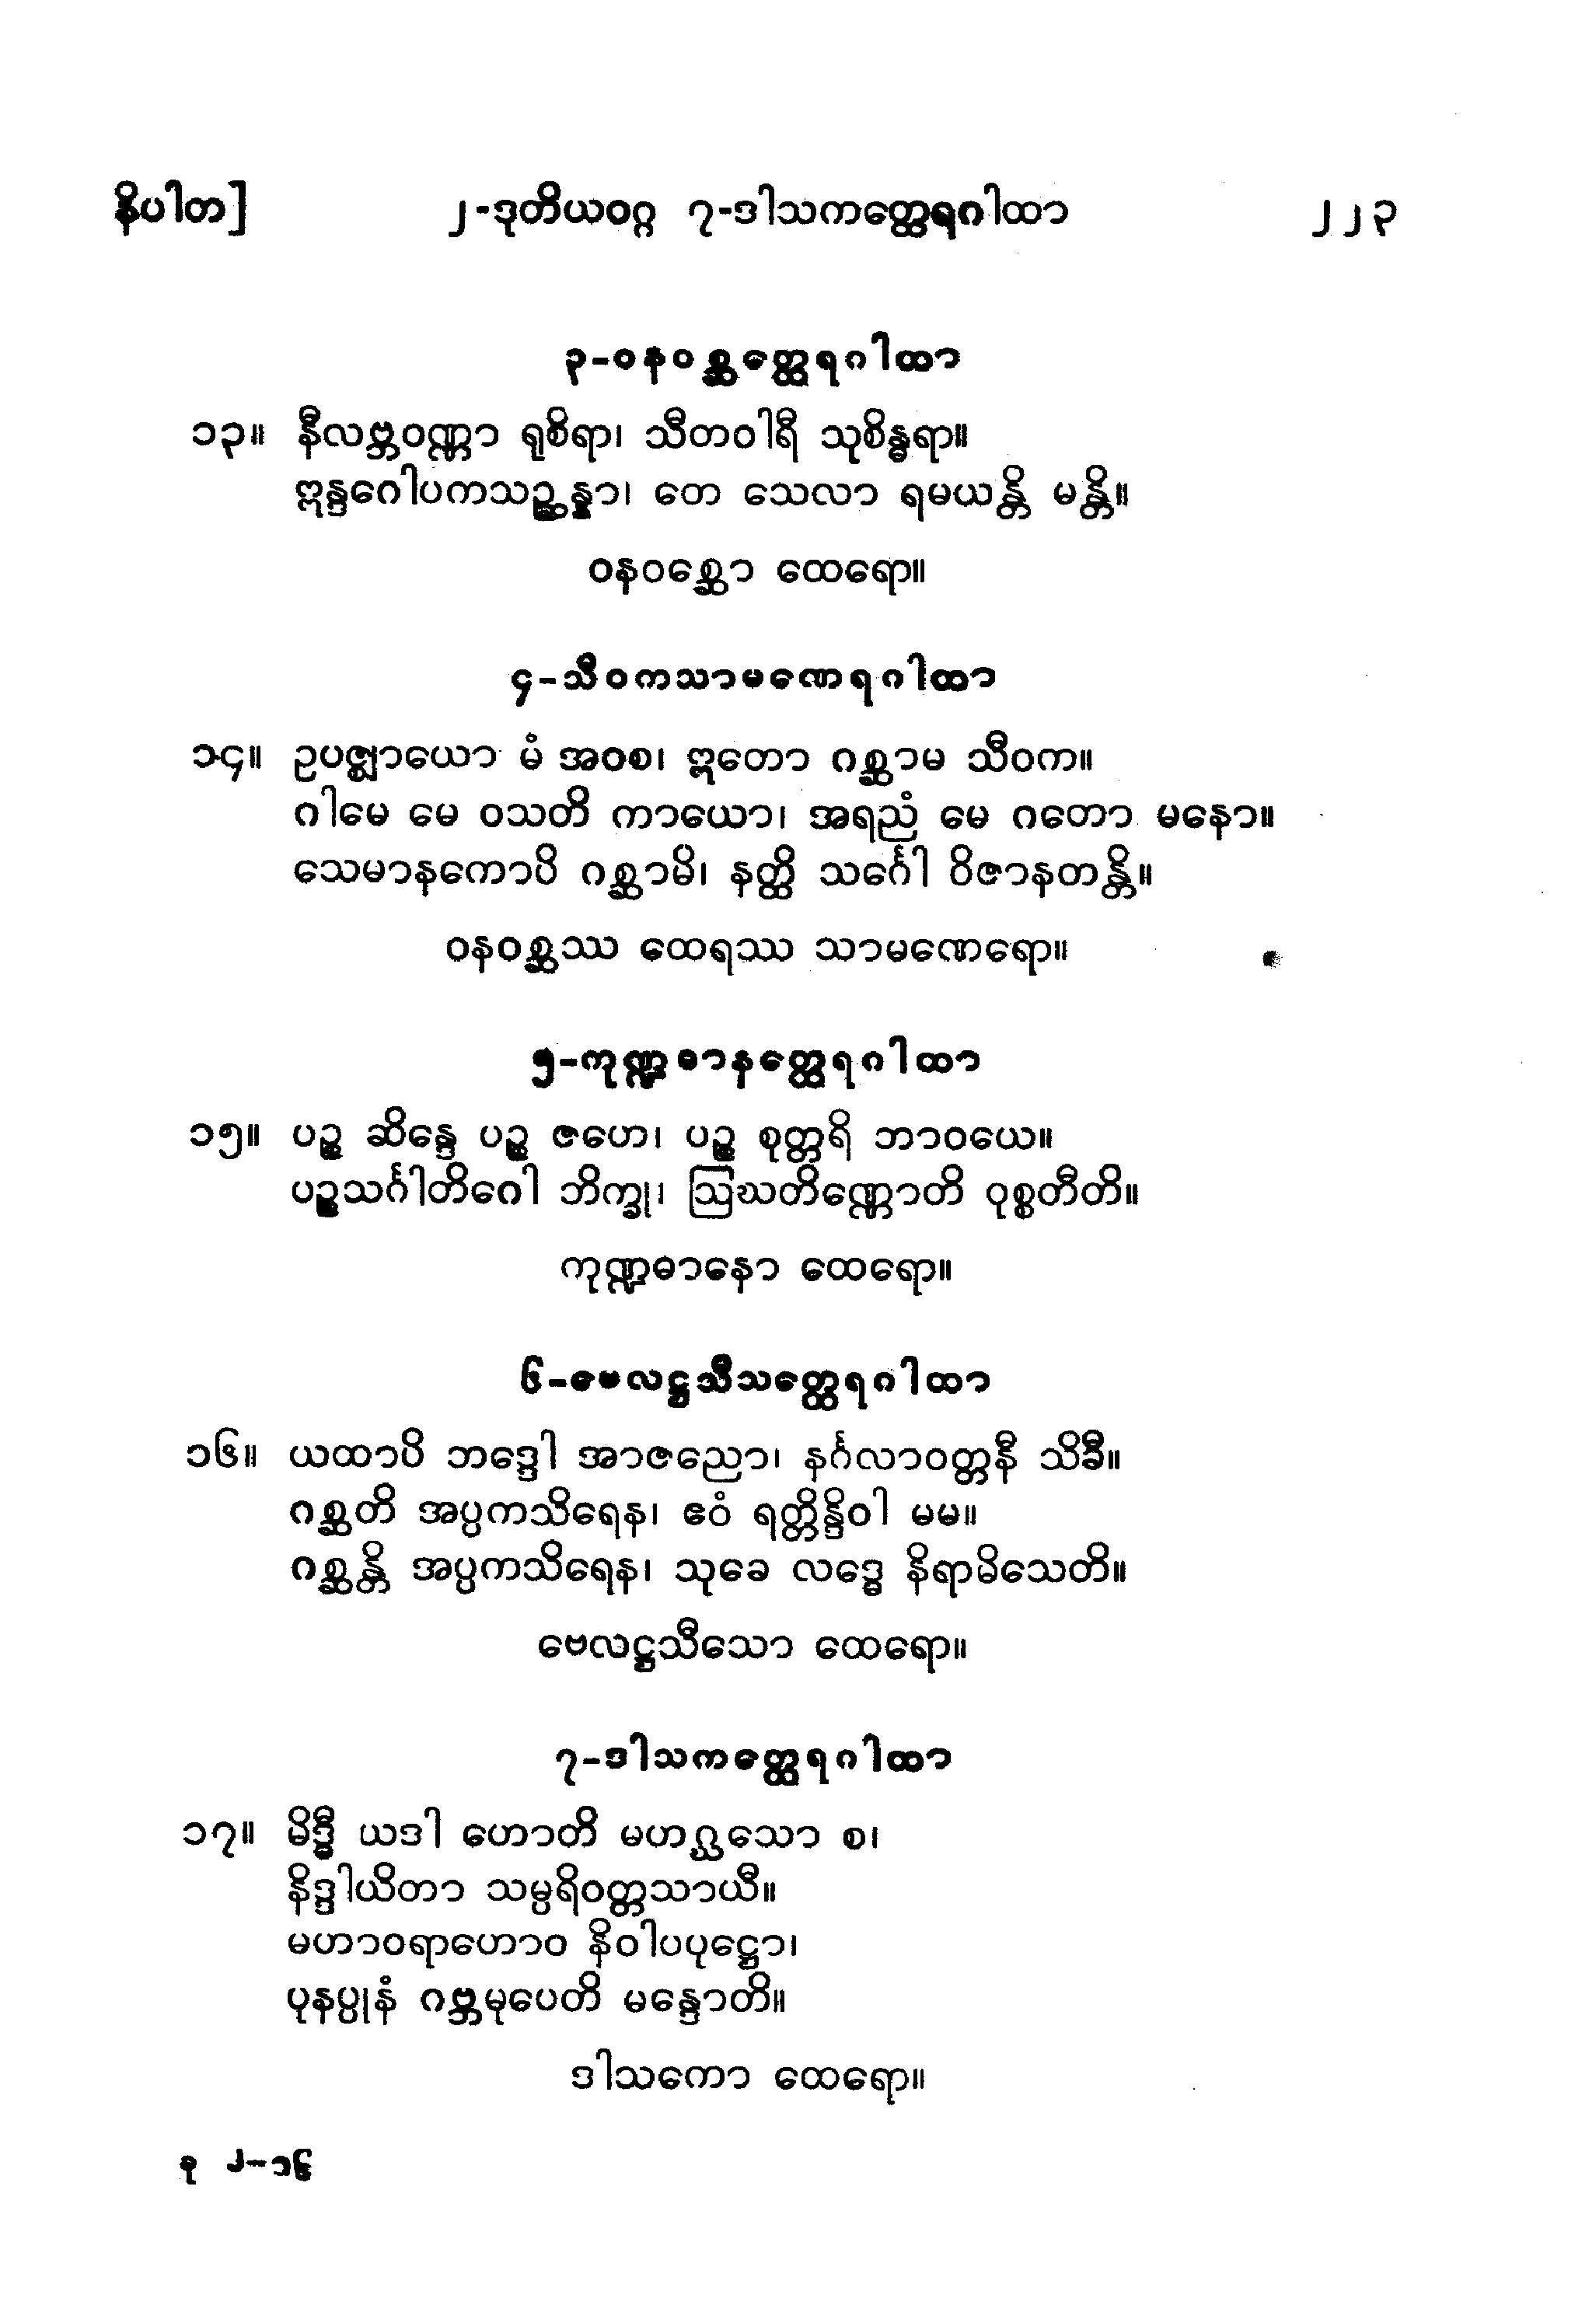 နိပါတ] ၂-ဒုတိယဝဂ္ဂ ၇-ဒါသကတ္ထေရဂါထာ ၂၂၃
၃-ဝနဝစ္ဆတ္ထေရဂါထာ
၁၃။ နီလဗ္ဘဝဏ္ဏာ ရုစိရာ၊ သီတဝါရီ သုစိန္ဓရာ။
ဣန္ဒဂေါပကသဉ္ဆန္နာ၊ တေ သေလာ ရမယန္တိ မန္တိ။
ဝနဝစ္ဆော ထေရော။
၄-သီဝကသာမဏေရဂါထာ
၁၄။ ဥပဇ္ဈာယော မံ အဝစ၊ ဣတော ဂစ္ဆာမ သီဝက။
ဂါမေ မေ ဝသတိ ကာယော၊ အရညံ မေ ဂတော မနော။
သေမာနကောပိ ဂစ္ဆာမိ၊ နတ္ထိ သင်္ဂေါ ဝိဇာနတန္တိ။
ဝနဝစ္ဆဿ ထေရဿ သာမဏေရော။
၅-ကုဏ္ဍဓာနတ္ထေရဂါထာ
၁၅။ ပဉ္စ ဆိန္ဒေ ပဉ္စ ဇဟေ၊ ပဉ္စ စုတ္တရိ ဘာဝယေ။
ပဉ္စသင်္ဂါတိဂေါ ဘိက္ခု၊ ဩဃတိဏ္ဏောတိ ဝုစ္စတီတိ။
ကုဏ္ဍဓာနော ထေရော။
၆-ဗေလဋ္ဌသီသတ္ထေရဂါထာ
၁၆။ ယထာပိ ဘဒ္ဒေါ အာဇညော၊ နင်္ဂလာဝတ္တနီ သိခီ။
ဂစ္ဆတိ အပ္ပကသိရေန၊ ဧဝံ ရတ္တိန္ဒိဝါ မမ။
ဂစ္ဆန္တိ အပ္ပကသိရေန၊ သုခေ လဒ္ဓေ နိရာမိသေတိ။
ဗေလဋ္ဌသီသော ထေရော။
၇-ဒါသကတ္ထေရဂါထာ
၁၇။ မိဒ္ဓီ ယဒါ ဟောတိ မဟဂ္ဃသော စ၊
နိဒ္ဒါယိတာ သမ္ပရိဝတ္တသာယီ။
မဟာဝရာဟောဝ နိဝါပပုဋ္ဌော၊
ပုနပ္ပုနံ ဂဗ္ဘမုပေတိ မန္ဒောတိ။
ဒါသကော ထေရော။
ခု ၂-၁၆